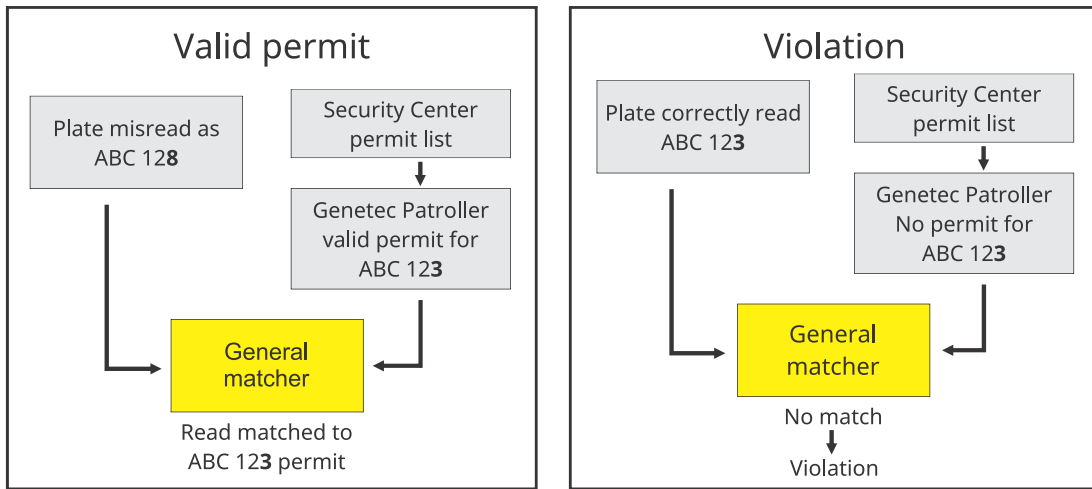 Valid permit
Plate misread as
ABC 128
Security Center
permit list
Genetec Patroller
valid permit for
ABC 123
General
matcher
Read matched to
ABC 123 permit
Violation
Plate correctly read
ABC 123
Security Center
permit list
Genetec Patroller
No permit for
ABC 123
General
matcher
No match
Violation